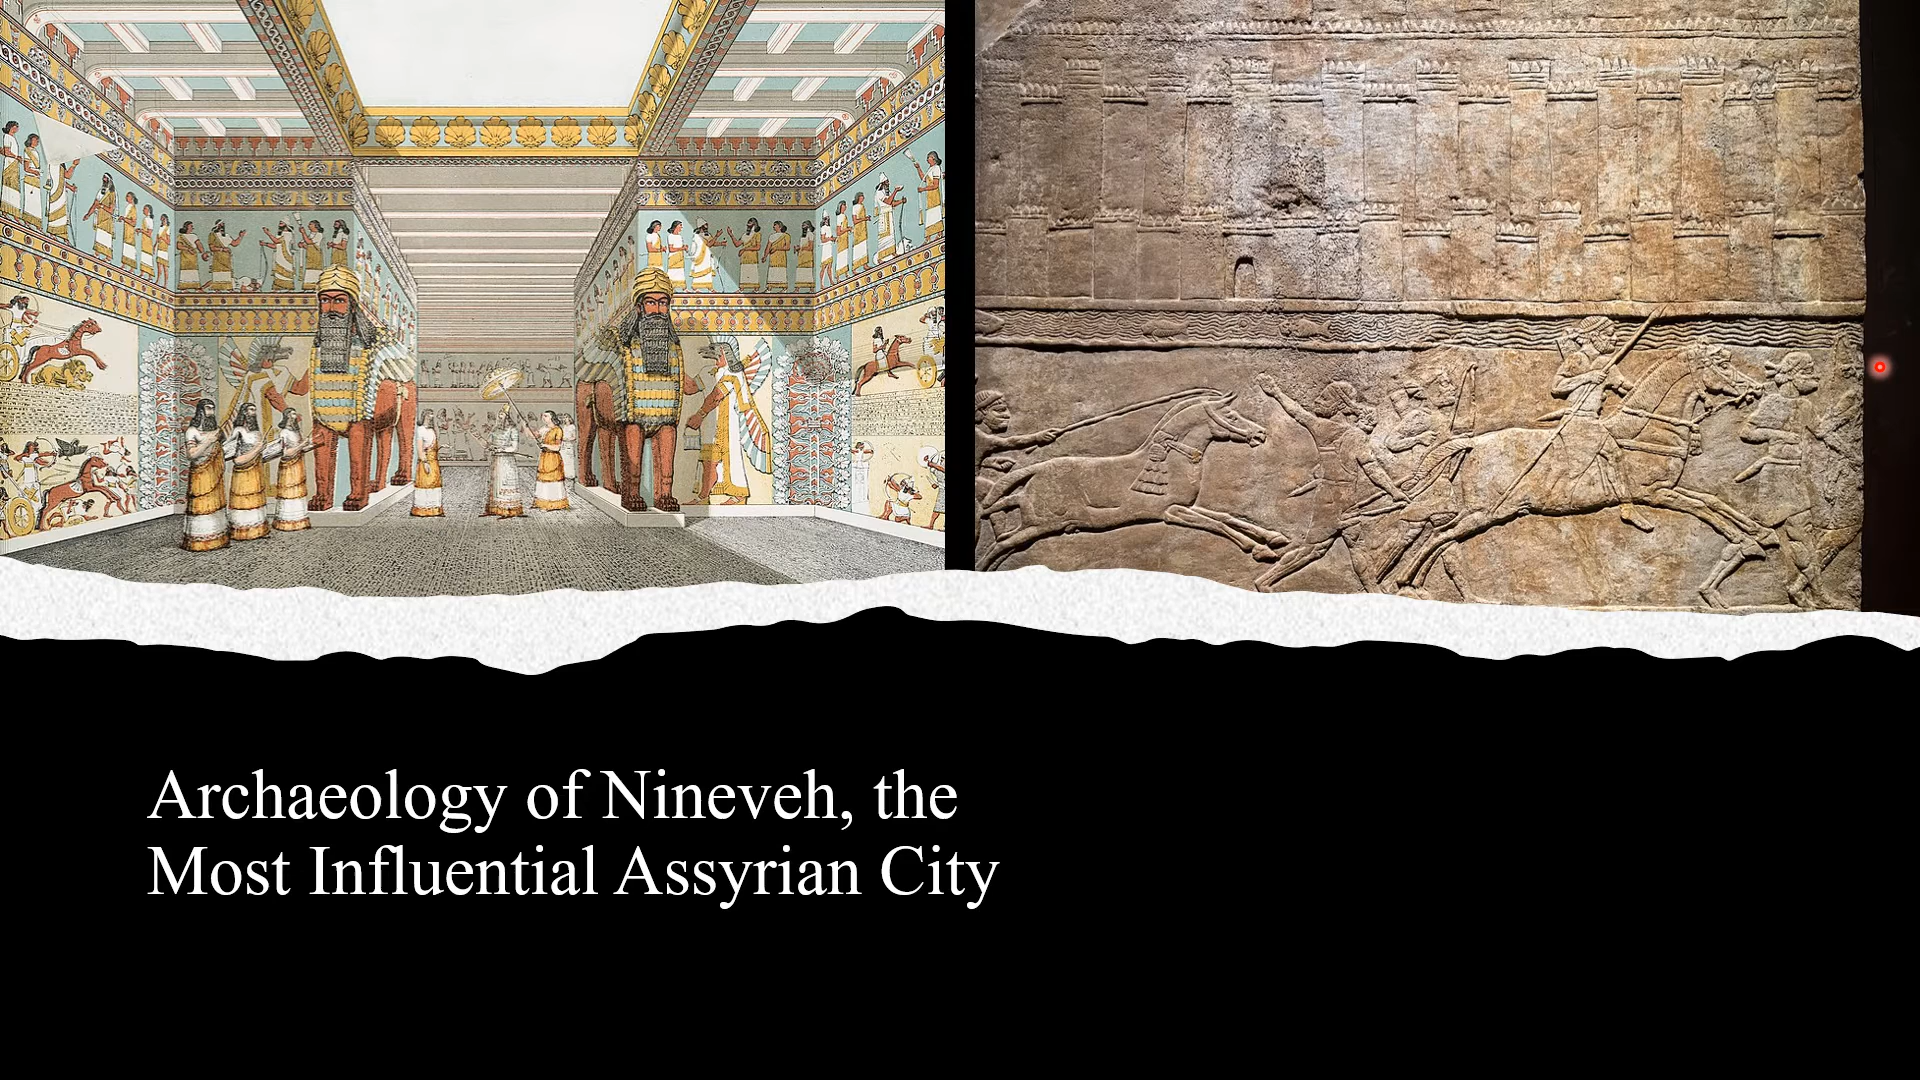 Archaeology of Nineveh, the
Most Influential Assyrian City